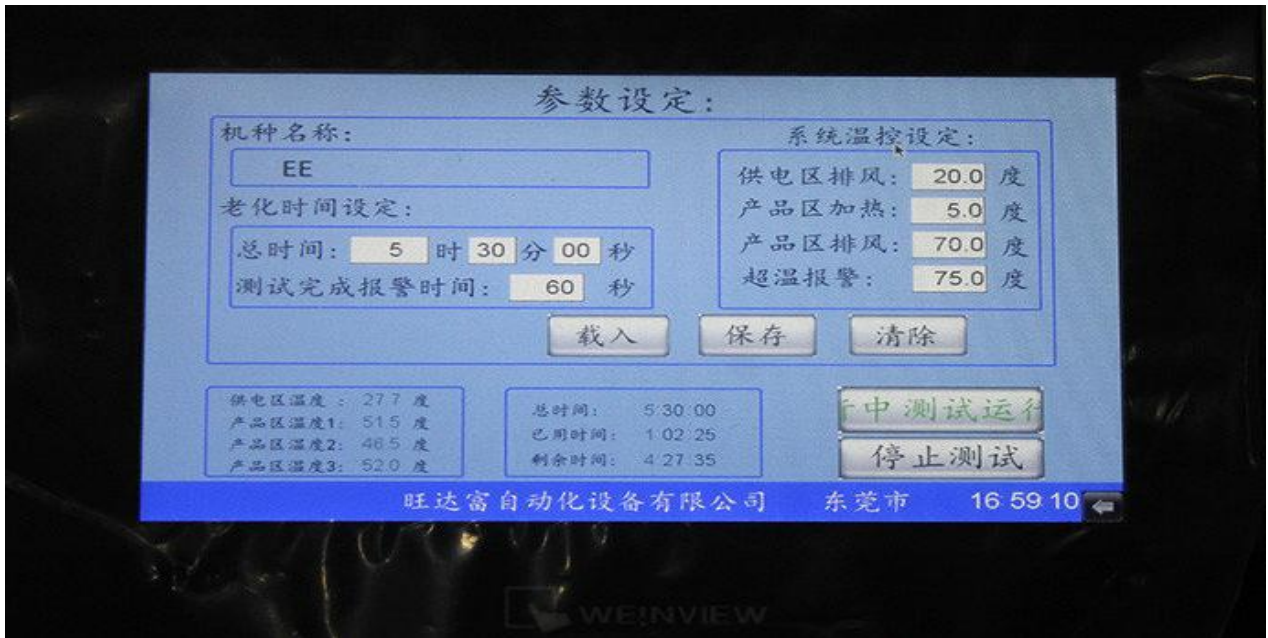 参数设定:
机种名称:
EE
老化时间设定:
总时间: 5 时 30 分 00 秒
测试完成报警时间: 60 秒
系统温控设定:
供电区排风: 20.0 度
产品区加热: 5.0 度
产品区排风: 70.0 度
超温报警: 75.0 度
载入 保存 清除
供电区温度 : 27.7 度
产品区温度1: 51.5 度
产品区温度2: 46.5 度
产品区温度3: 52.0 度
总时间: 5:30:00
已用时间: 1:02:25
剩余时间: 4:27:35
行中 测试运行
停止测试
旺达富自动化设备有限公司 东莞市 16:59:10
WEINVIEW